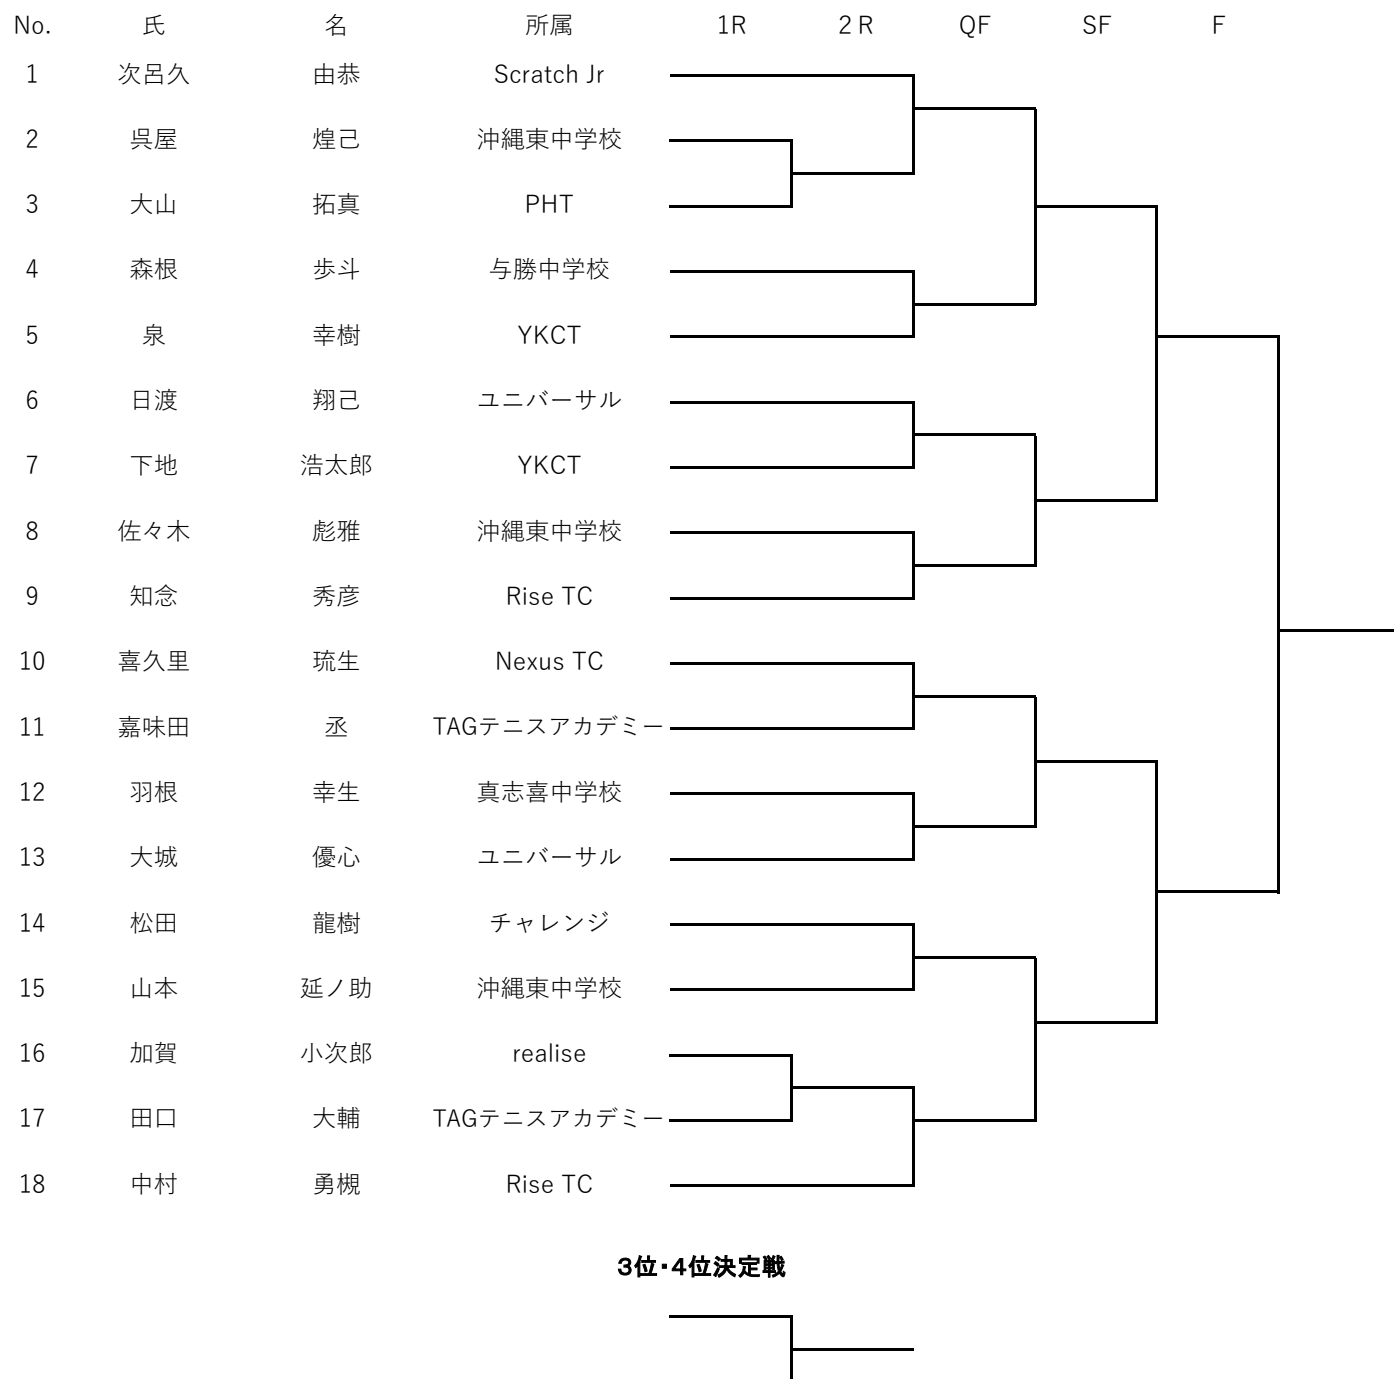 No. 氏 名 所属 1R 2R QF SF F
1 次呂久 由恭 Scratch Jr
2 呉屋 煌己 沖縄東中学校
3 大山 拓真 PHT
4 森根 歩斗 与勝中学校
5 泉 幸樹 YKCT
6 日渡 翔己 ユニバーサル
7 下地 浩太郎 YKCT
8 佐々木 彪雅 沖縄東中学校
9 知念 秀彦 Rise TC
10 喜久里 琉生 Nexus TC
11 嘉味田 丞 TAGテニスアカデミー
12 羽根 幸生 真志喜中学校
13 大城 優心 ユニバーサル
14 松田 龍樹 チャレンジ
15 山本 延ノ助 沖縄東中学校
16 加賀 小次郎 realise
17 田口 大輔 TAGテニスアカデミー
18 中村 勇槻 Rise TC
3位・4位決定戦